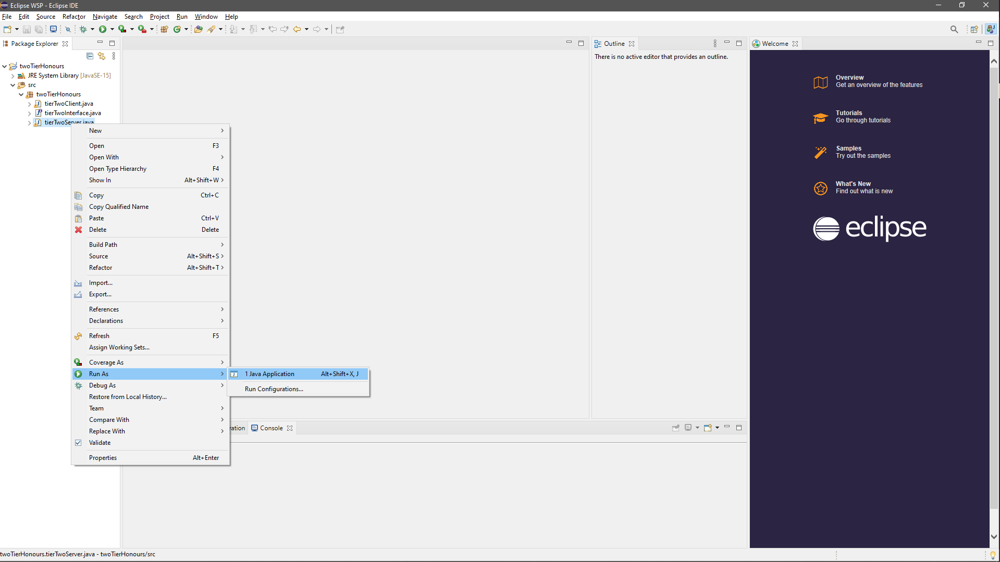 Eclipse WSP - Eclipse IDE
File Edit Source Refactor Navigate Search Project Run Window Help
Package Explorer
twoTierHonours
JRE System Library [JavaSE-15]
src
twoTierHonours
tierTwoClient.java
tierTwoInterface.java
tierTwoServer.java
New
Open F3
Open With
Open Type Hierarchy F4
Show In Alt+Shift+W
Copy Ctrl+C
Copy Qualified Name
Paste Ctrl+V
Delete Delete
Build Path
Source Alt+Shift+S
Refactor Alt+Shift+T
Import...
Export...
References
Declarations
Refresh F5
Assign Working Sets...
Coverage As
Run As
Debug As
Restore from Local History...
Team
Compare With
Replace With
Validate
Properties Alt+Enter
1 Java Application Alt+Shift+X, J
Run Configurations...
ration
Console
Outline
There is no active editor that provides an outline.
Welcome
Overview
Get an overview of the features
Tutorials
Go through tutorials
Samples
Try out the samples
What's New
Find out what is new
eclipse
twoTierHonours.tierTwoServer.java - twoTierHonours/src